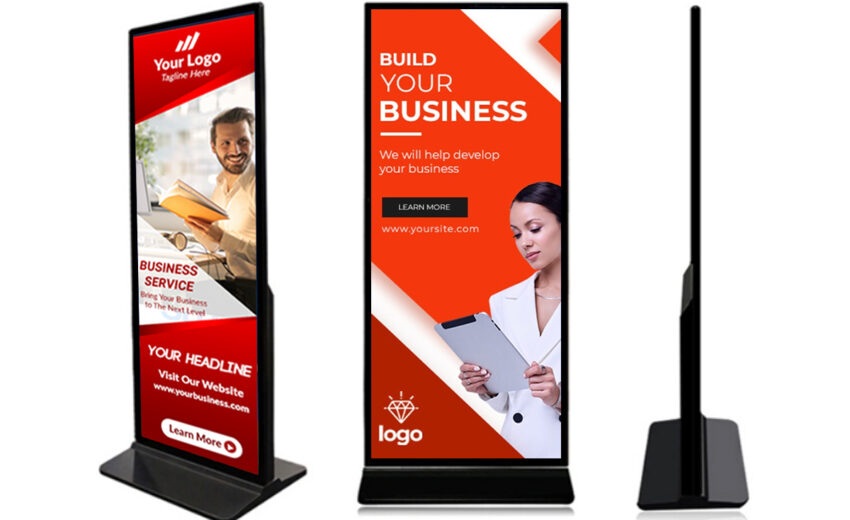 Your Logo
Tagline Here
BUSINESS
SERVICE
Bring Your Business
to The Next Level
YOUR HEADLINE
Visit Our Website
www.yourbusiness.com
Learn More
BUILD
YOUR
BUSINESS
We will help develop
your business
LEARN MORE
www.yoursite.com
logo